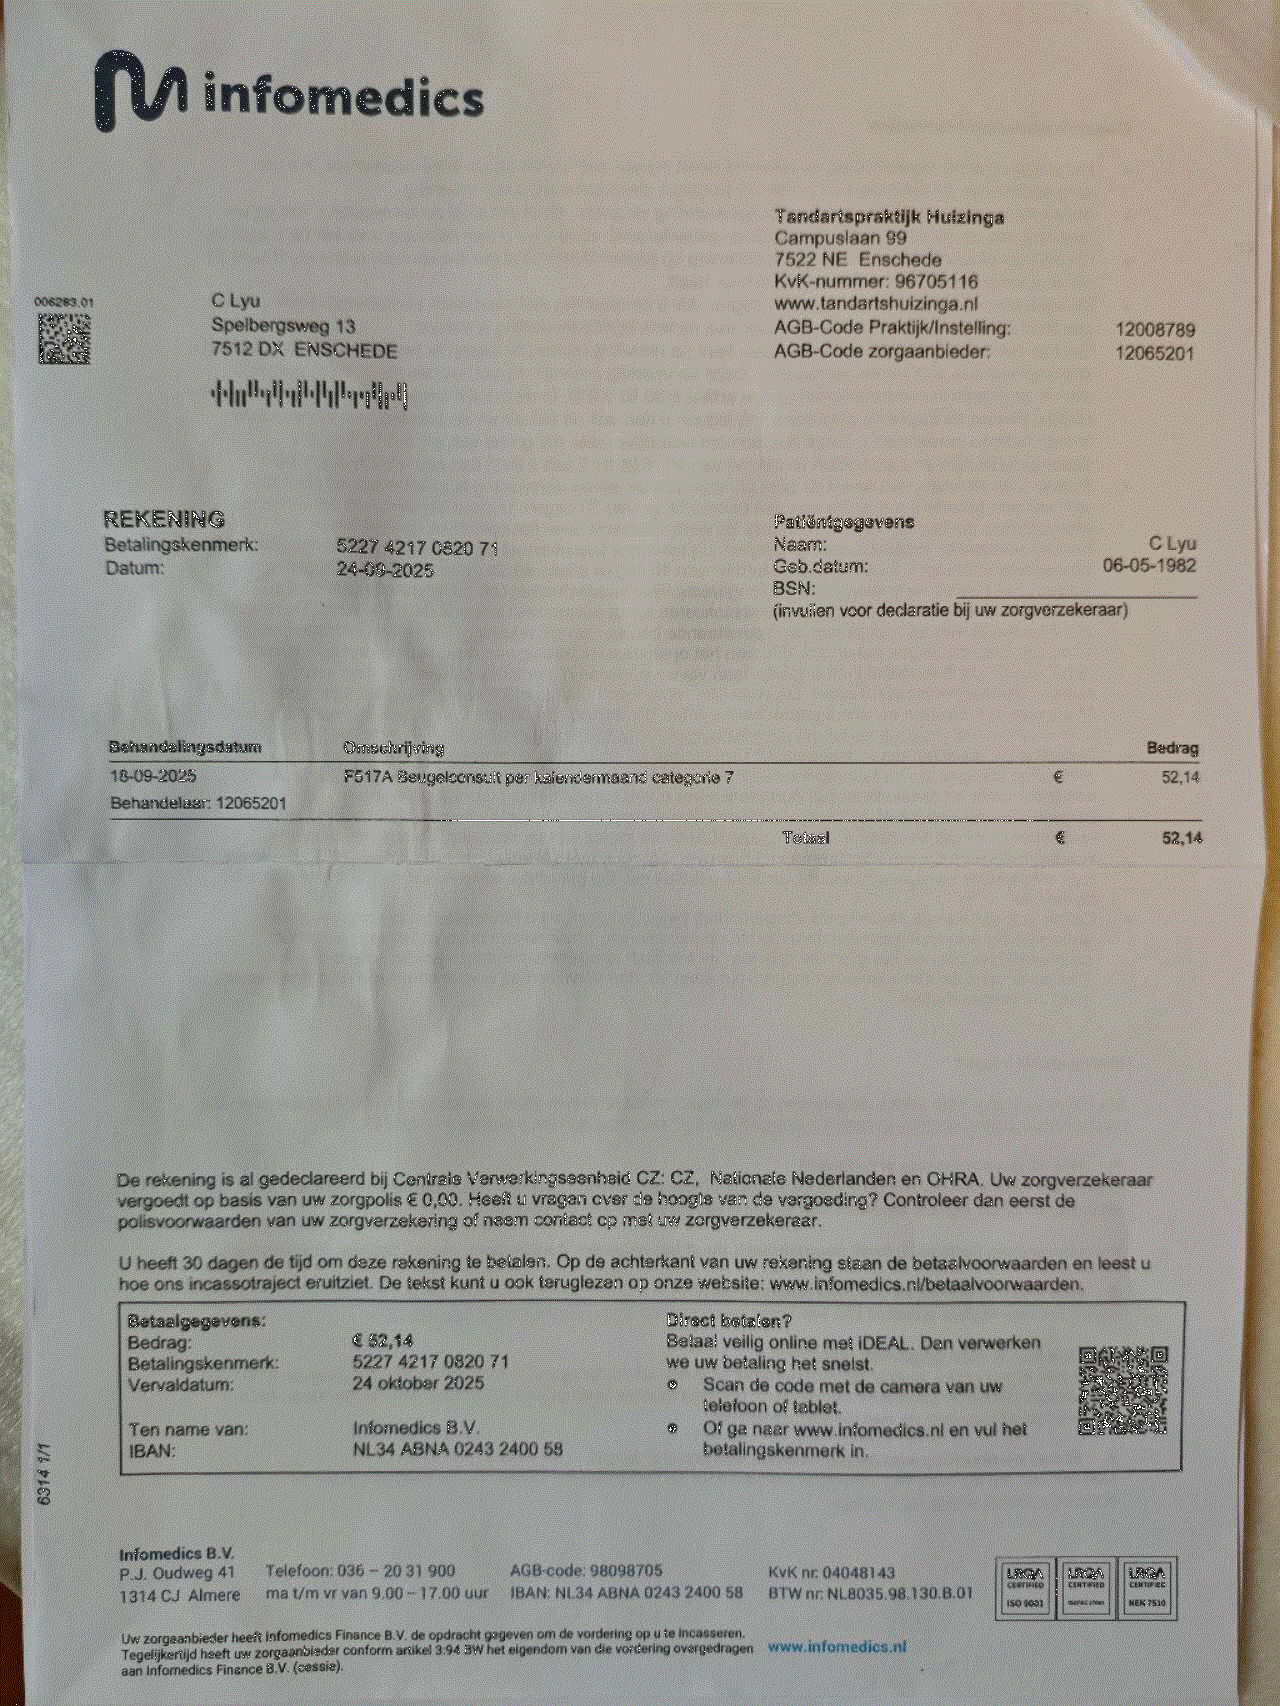 infomedics
Tandartspraktijk Huizinga
Campuslaan 99
7522 NE Enschede
KvK-nummer: 96705116
www.tandartshuizinga.nl
AGB-Code Praktijk/Instelling: 12008789
AGB-Code zorgaanbieder: 12065201
006283.01
C Lyu
Spelbergsweg 13
7512 DX ENSCHEDE
REKENING
Betalingskenmerk: 5227 4217 0820 71
Datum: 24-09-2025
Patiëntgegevens
Naam: C Lyu
Geb.datum: 06-05-1982
BSN:
(invullen voor declaratie bij uw zorgverzekeraar)
Behandelingsdatum Omschrijving Bedrag
18-09-2025 F517A Beugelconsult per kalendermaand categorie 7 € 52,14
Behandelaar: 12065201
Totaal € 52,14
De rekening is al gedeclareerd bij Centrale Verwerkingseenheid CZ: CZ, Nationale Nederlanden en OHRA. Uw zorgverzekeraar
vergoedt op basis van uw zorgpolis € 0,00. Heeft u vragen over de hoogte van de vergoeding? Controleer dan eerst de
polisvoorwaarden van uw zorgverzekering of neem contact op met uw zorgverzekeraar.
U heeft 30 dagen de tijd om deze rekening te betalen. Op de achterkant van uw rekening staan de betaalvoorwaarden en leest u
hoe ons incassotraject eruitziet. De tekst kunt u ook teruglezen op onze website: www.infomedics.nl/betaalvoorwaarden.
Betaalgegevens:
Bedrag: € 52,14
Betalingskenmerk: 5227 4217 0820 71
Vervaldatum: 24 oktober 2025
Ten name van: Infomedics B.V.
IBAN: NL34 ABNA 0243 2400 58
Direct betalen?
Betaal veilig online met iDEAL. Dan verwerken
we uw betaling het snelst.
• Scan de code met de camera van uw
telefoon of tablet.
• Of ga naar www.infomedics.nl en vul het
betalingskenmerk in.
6314 1/1
Infomedics B.V.
P.J. Oudweg 41 Telefoon: 036 – 20 31 900 AGB-code: 98098705 KvK nr. 04048143
1314 CJ Almere ma t/m vr van 9.00 – 17.00 uur IBAN: NL34 ABNA 0243 2400 58 BTW nr. NL8035.98.130.B.01
LRQA LRQA LRQA
CERTIFIED CERTIFIED CERTIFIED
ISO 9001 NEN 7510
Uw zorgaanbieder heeft Infomedics Finance B.V. de opdracht gegeven om de vordering op u te incasseren.
Tegelijkertijd heeft uw zorgaanbieder conform artikel 3:94 BW het eigendom van die vordering overgedragen
aan Infomedics Finance B.V. (cessie).
www.infomedics.nl